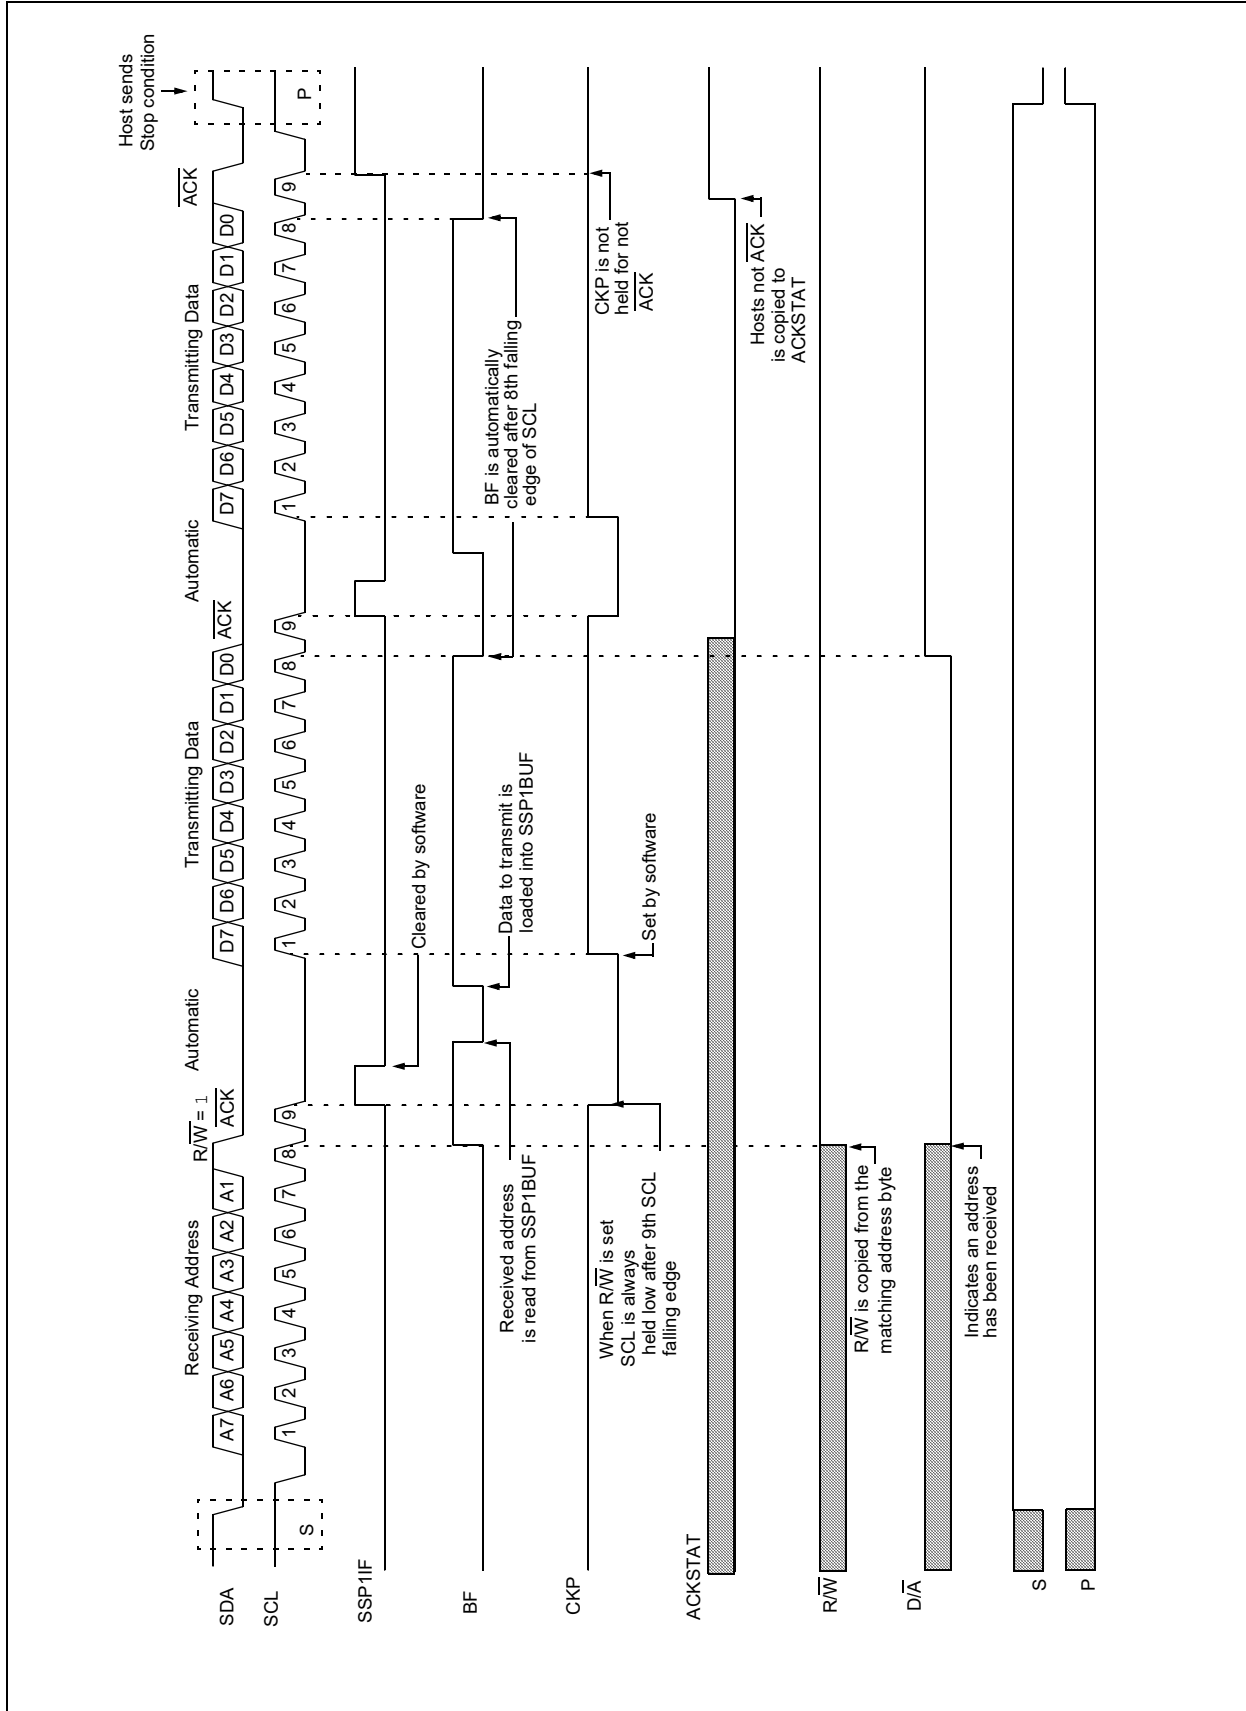 Host sends
Stop condition
Receiving Address
R/W̅ = 1
A̅C̅K̅
Automatic
Transmitting Data
A̅C̅K̅
Automatic
Transmitting Data
A̅C̅K̅
SDA
A7 A6 A5 A4 A3 A2 A1
D7 D6 D5 D4 D3 D2 D1 D0
D7 D6 D5 D4 D3 D2 D1 D0
SCL
S
1 2 3 4 5 6 7 8 9
1 2 3 4 5 6 7 8 9
1 2 3 4 5 6 7 8 9
P
SSP1IF
Cleared by software
BF
Received address
is read from SSP1BUF
Data to transmit is
loaded into SSP1BUF
BF is automatically
cleared after 8th falling
edge of SCL
CKP
When R/W̅ is set
SCL is always
held low after 9th SCL
falling edge
Set by software
CKP is not
held for not
A̅C̅K̅
ACKSTAT
Hosts not A̅C̅K̅
is copied to
ACKSTAT
R/W̅
R/W̅ is copied from the
matching address byte
D/A̅
Indicates an address
has been received
S
P